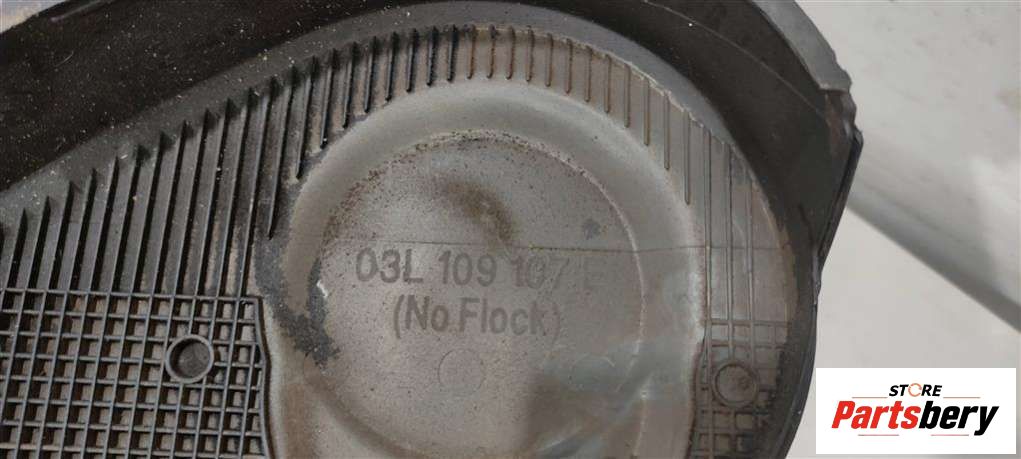 03L 109 107 E
(No Flock)
STORE
Partsbery